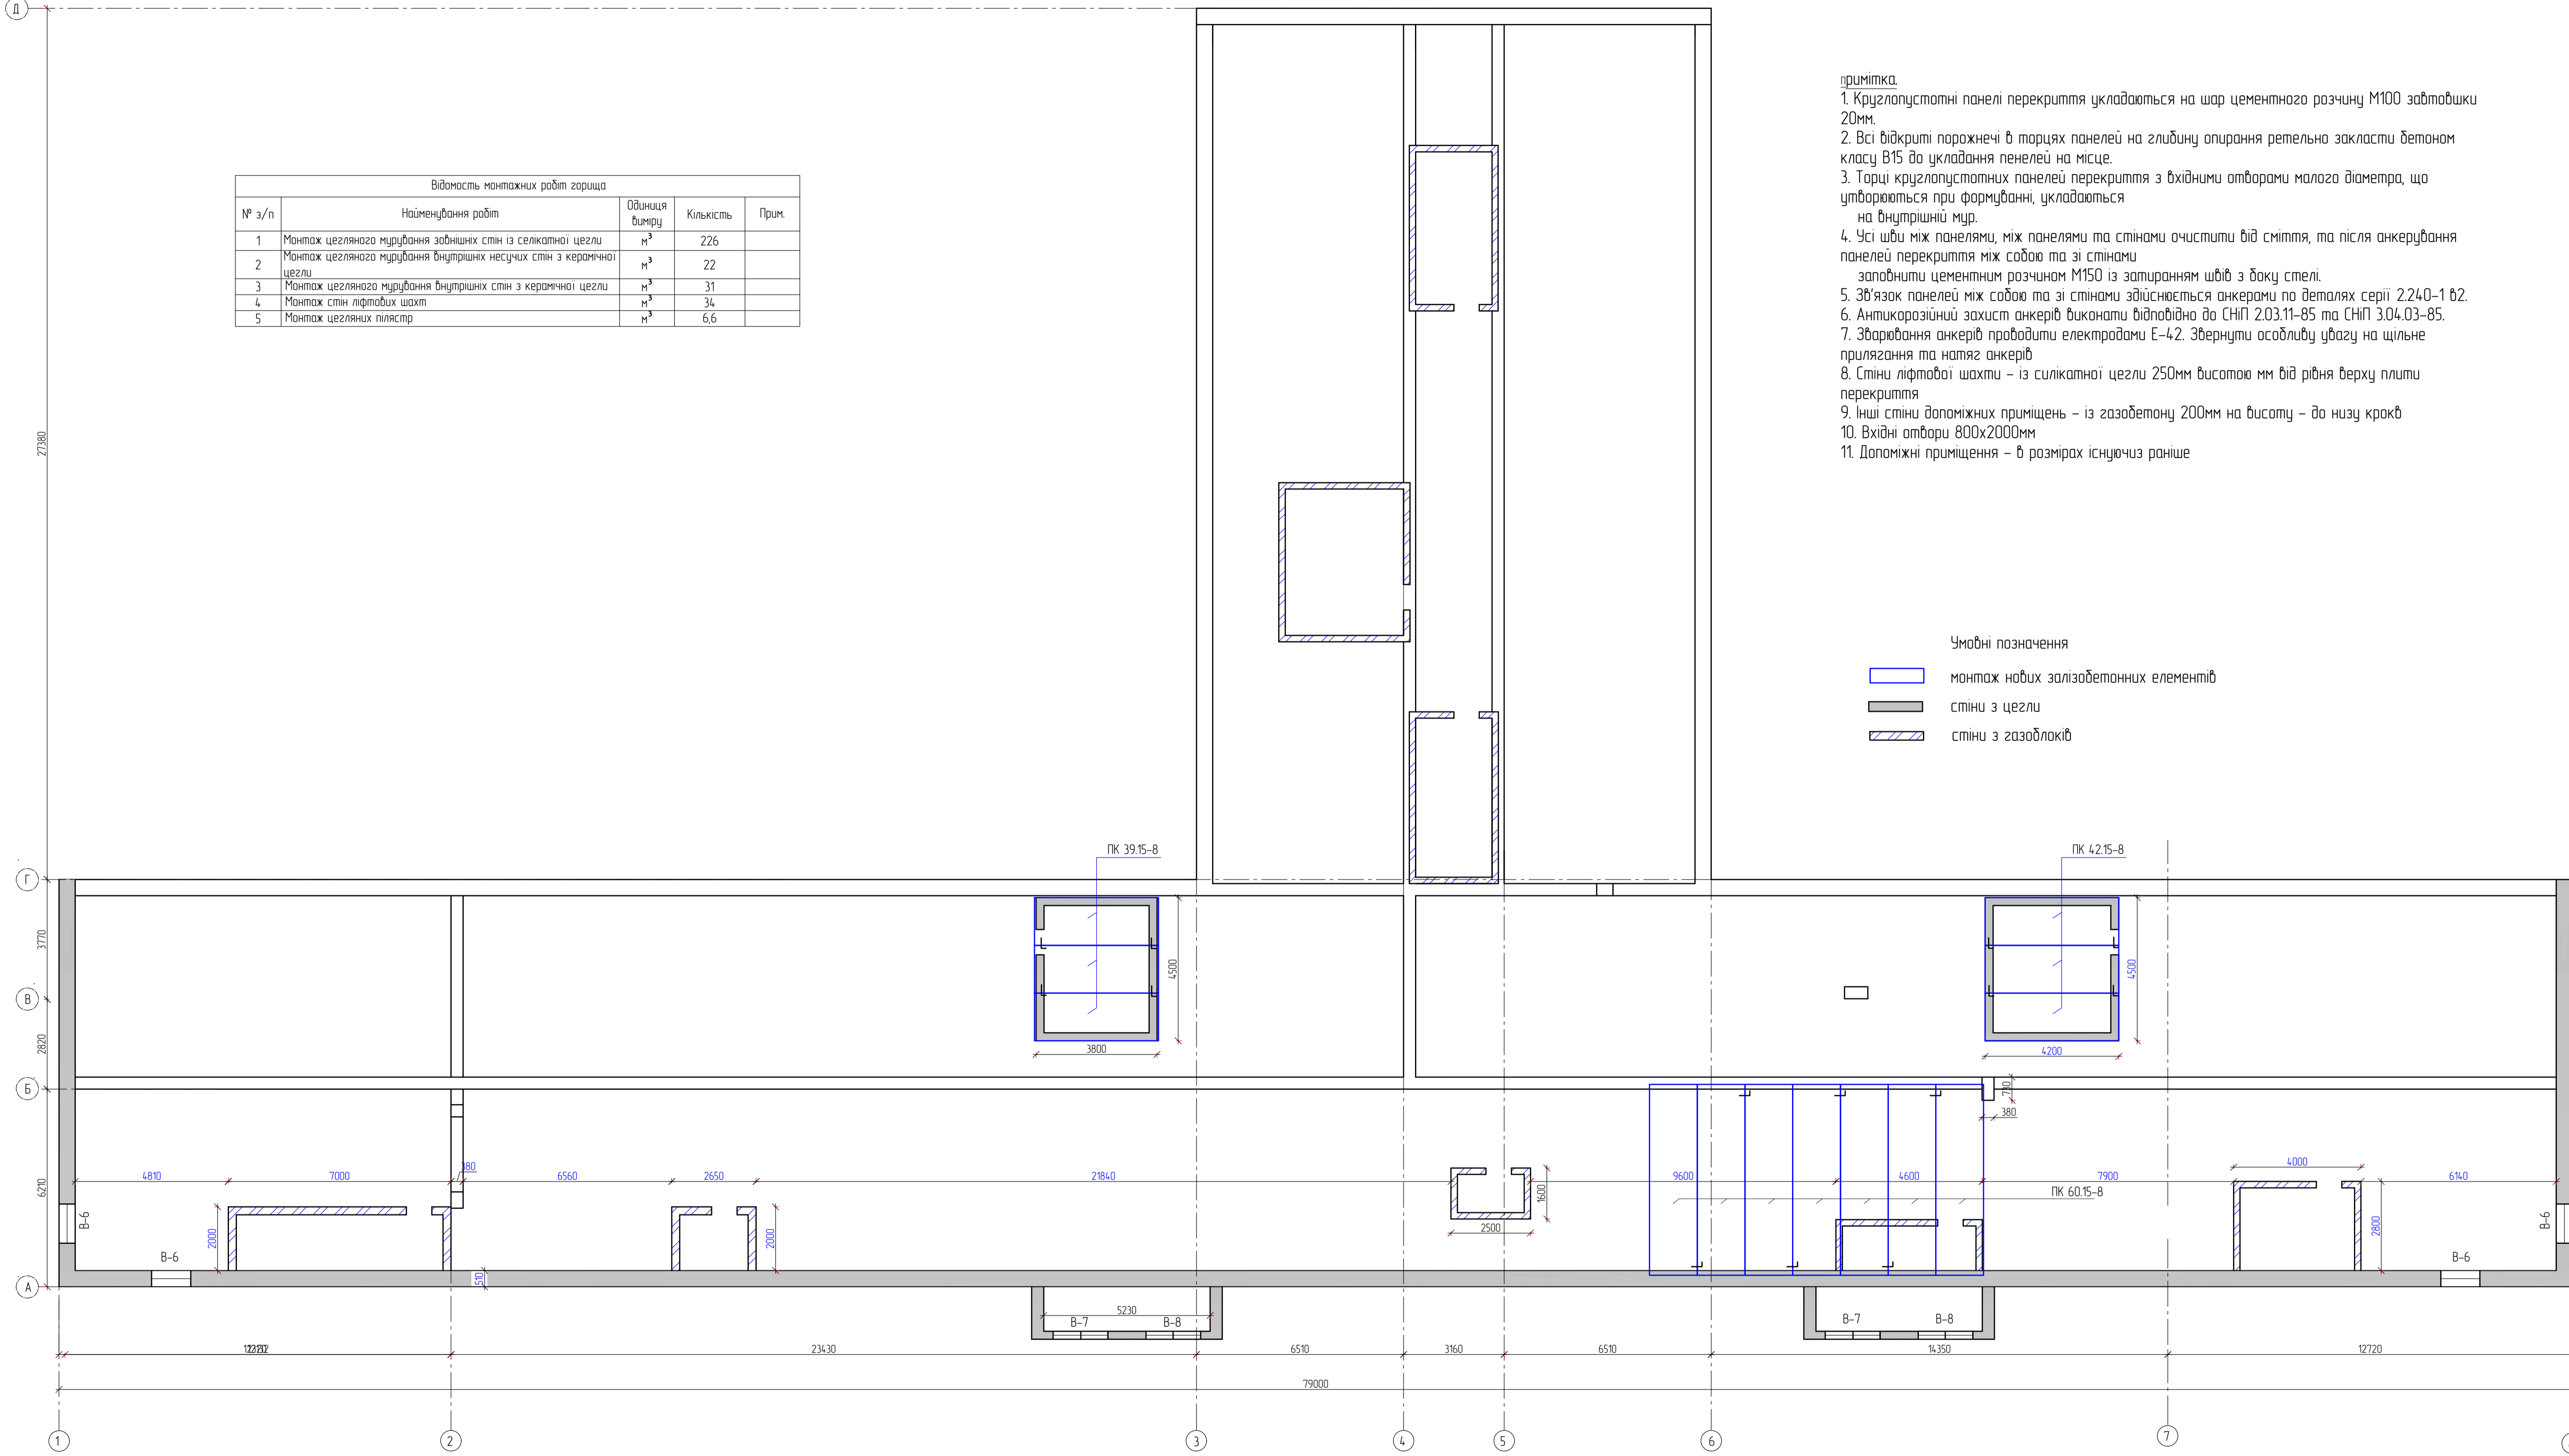 Д
примітка.
1. Круглопустотні панелі перекриття укладаються на шар цементного розчину М100 завтовшки
20мм.
2. Всі відкриті порожнечі в торцях панелей на глибину опирання ретельно закласти бетоном
класу В15 до укладання пенелей на місце.
3. Торці круглопустотних панелей перекриття з вхідними отворами малого діаметра, що
утворюються при формуванні, укладаються
на внутрішній мур.
4. Усі шви між панелями, між панелями та стінами очистити від сміття, та після анкерування
панелей перекриття між собою та зі стінами
заповнити цементним розчином М150 із затиранням швів з боку стелі.
5. Зв'язок панелей між собою та зі стінами здійснюється анкерами по деталях серії 2.240-1 в2.
6. Антикорозійний захист анкерів виконати відповідно до СНіП 2.03.11-85 та СНіП 3.04.03-85.
7. Зварювання анкерів проводити електродами Е-42. Звернути особливу увагу на щільне
прилягання та натяг анкерів
8. Стіни ліфтової шахти - із силікатної цегли 250мм висотою мм від рівня верху плити
перекриття
9. Інші стіни допоміжних приміщень - із газобетону 200мм на висоту - до низу крокв
10. Вхідні отвори 800х2000мм
11. Допоміжні приміщення - в розмірах існуючиз раніше
Відомость монтажних робіт горища
№ з/п Найменування робіт Одиниця виміру Кількість Прим.
1 Монтаж цегляного мурування зовнішніх стін із селікатної цегли м³ 226
2 Монтаж цегляного мурування внутрішніх несучих стін з керамічної
цегли м³ 22
3 Монтаж цегляного мурування внутрішніх стін з керамічної цегли м³ 31
4 Монтаж стін ліфтових шахт м³ 34
5 Монтаж цегляних пілястр м³ 6,6
27380
Умовні позначення
монтаж нових залізобетонних елементів
стіни з цегли
стіни з газоблоків
ПК 39.15-8
ПК 42.15-8
Г
3770
4500
4500
В
2820
3800
4200
Б
730
380
6210
4810
7000
380
6560
2650
21840
9600
4600
7900
4000
6140
ПК 60.15-8
1600
2500
2000
2000
2800
В-6
В-6
В-6
В-6
510
А
5230
В-7
В-8
В-7
В-8
23430
6510
3160
6510
14350
12720
79000
1
2
3
4
5
6
7